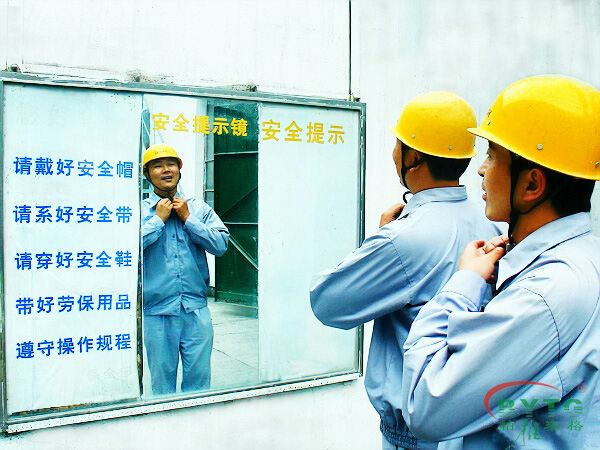 安全提示镜 安全提示
请戴好安全帽
请系好安全带
请穿好安全鞋
带好劳保用品
遵守操作规程